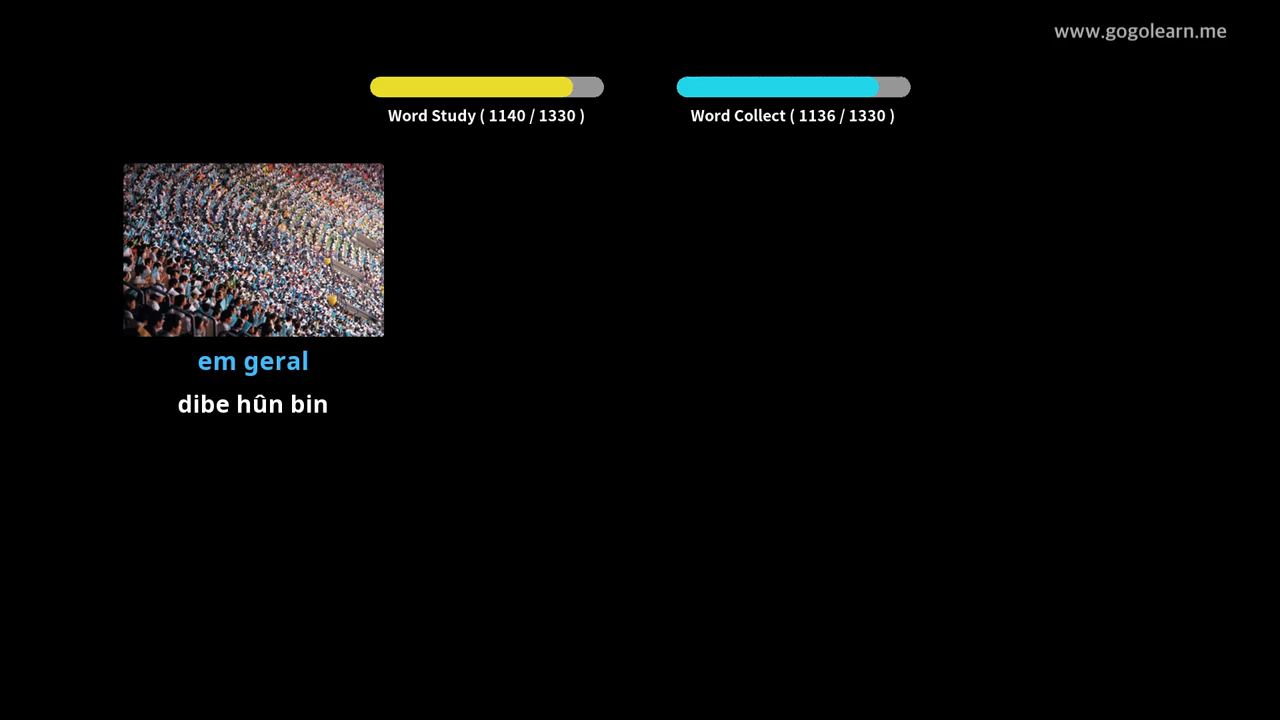 www.gogolearn.me
Word Study ( 1140 / 1330 )
Word Collect ( 1136 / 1330 )
em geral
dibe hûn bin